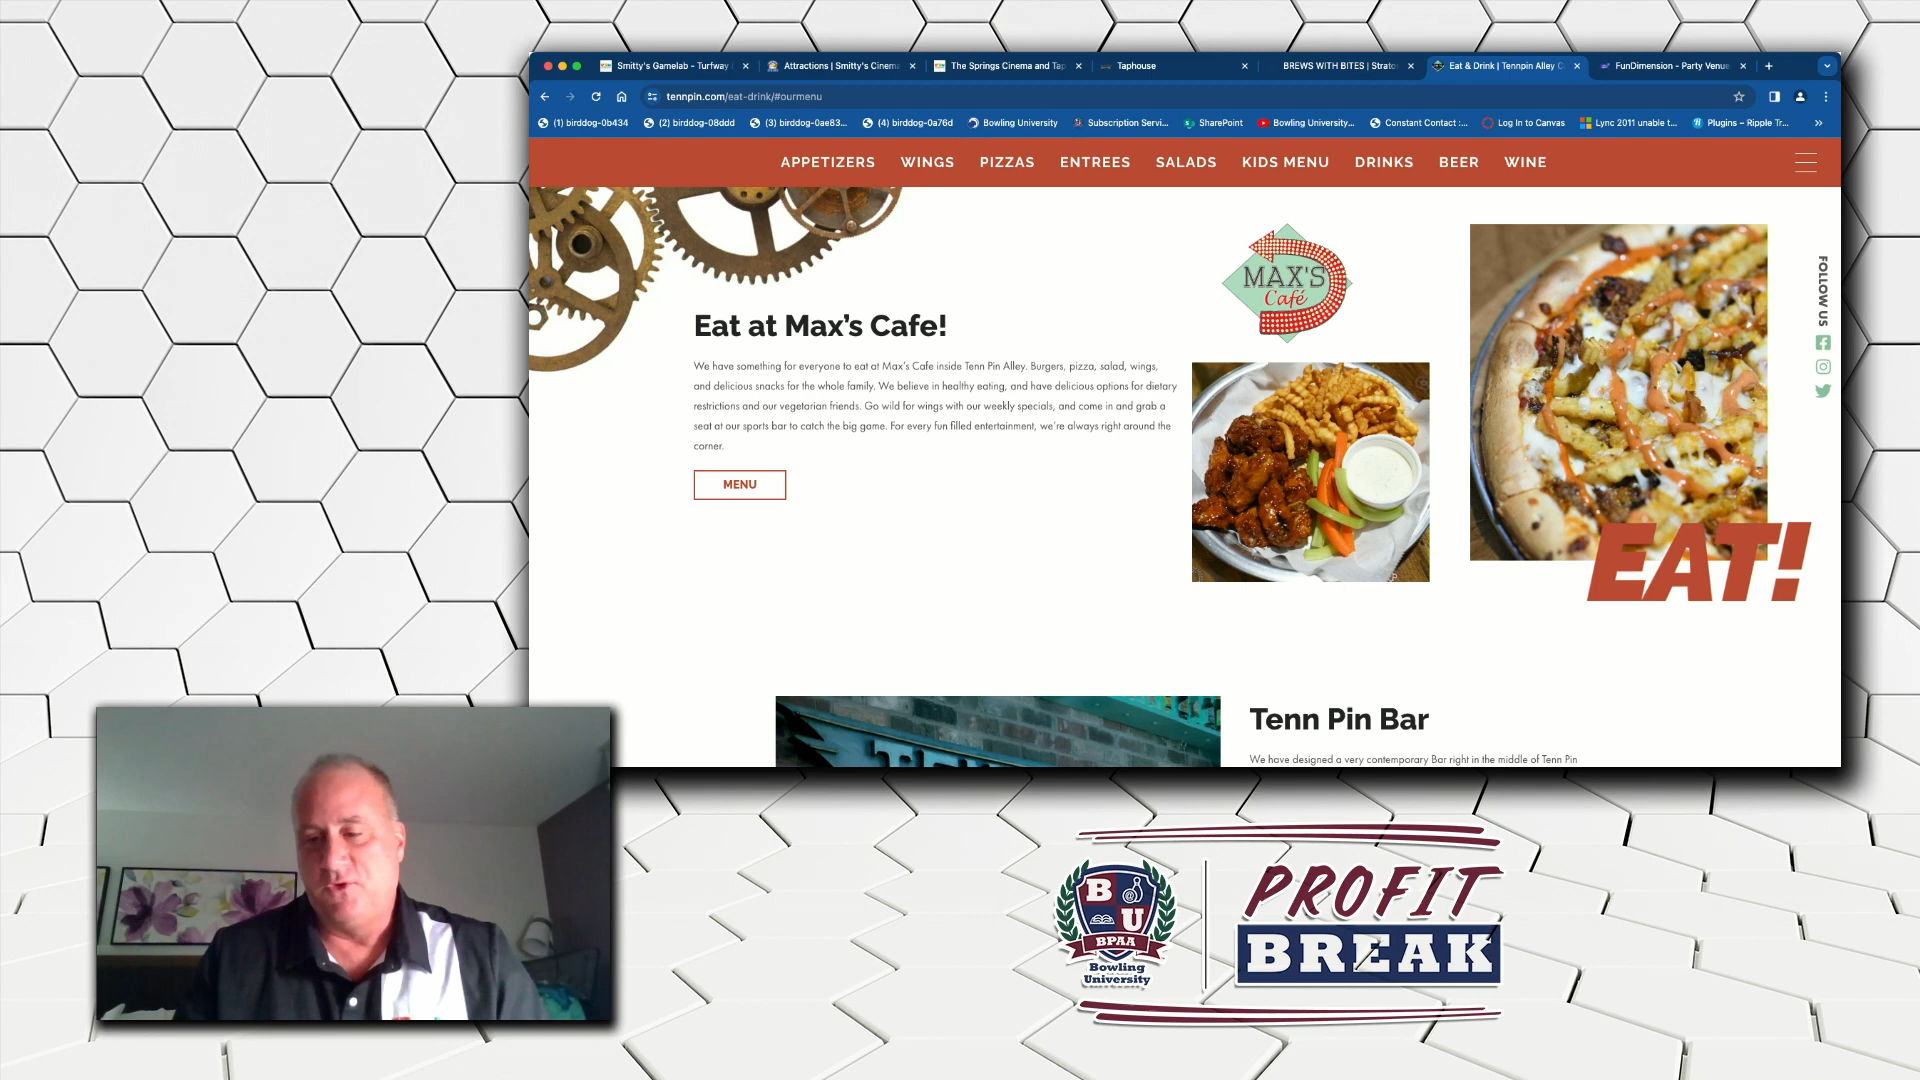 Smitty's Gamelab - Turfway
Attractions | Smitty's Cinema
The Springs Cinema and Tap
Taphouse
BREWS WITH BITES | Strato
Eat & Drink | Tennpin Alley C
FunDimension - Party Venue
tennpin.com/eat-drink/#ourmenu
(1) birddog-0b434
(2) birddog-08ddd
(3) birddog-0ae83...
(4) birddog-0a76d
Bowling University
Subscription Servi...
SharePoint
Bowling University...
Constant Contact :...
Log In to Canvas
Lync 2011 unable t...
Plugins – Ripple Tr...
APPETIZERS WINGS PIZZAS ENTREES SALADS KIDS MENU DRINKS BEER WINE
MAX'S
Café
FOLLOW US
Eat at Max's Cafe!
We have something for everyone to eat at Max's Cafe inside Tenn Pin Alley. Burgers, pizza, salad, wings,
and delicious snacks for the whole family. We believe in healthy eating, and have delicious options for dietary
restrictions and our vegetarian friends. Go wild for wings with our weekly specials, and come in and grab a
seat at our sports bar to catch the big game. For every fun filled entertainment, we're always right around the
corner.
MENU
EAT!
Tenn Pin Bar
We have designed a very contemporary Bar right in the middle of Tenn Pin
B
U
BPAA
Bowling
University
PROFIT
BREAK